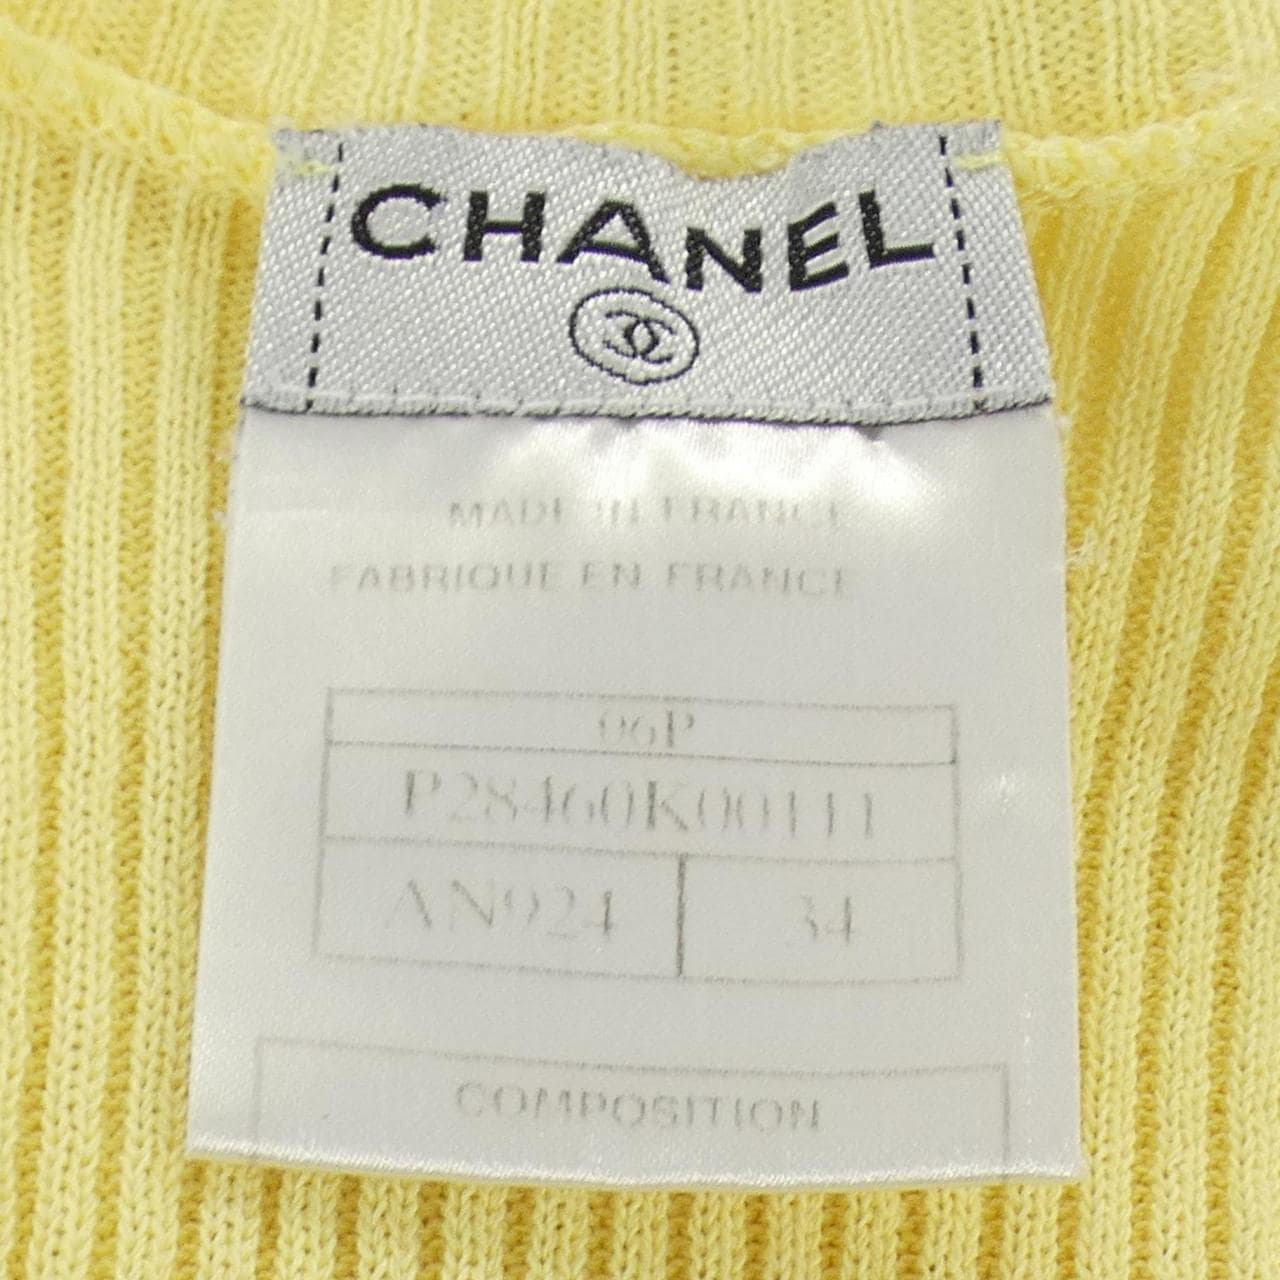 CHANEL
MADE IN FRANCE
FABRIQUE EN FRANCE
06P
P28460K00111
AN924 34
COMPOSITION